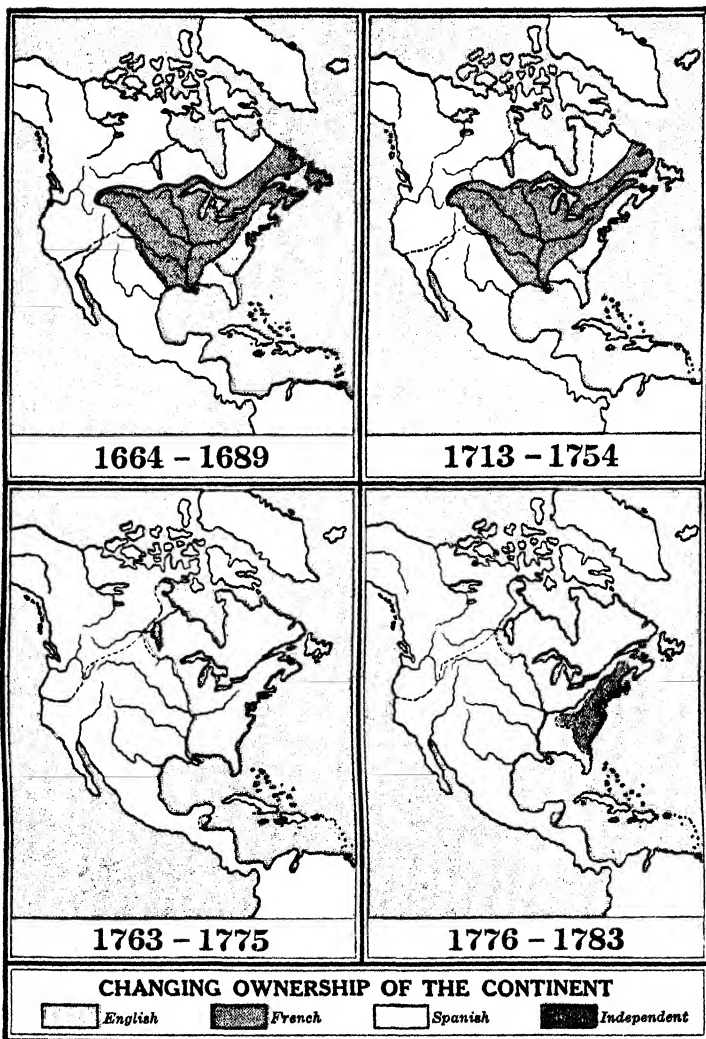 1664 – 1689
1713 – 1754
1763 – 1775
1776 – 1783
CHANGING OWNERSHIP OF THE CONTINENT
English French Spanish Independent